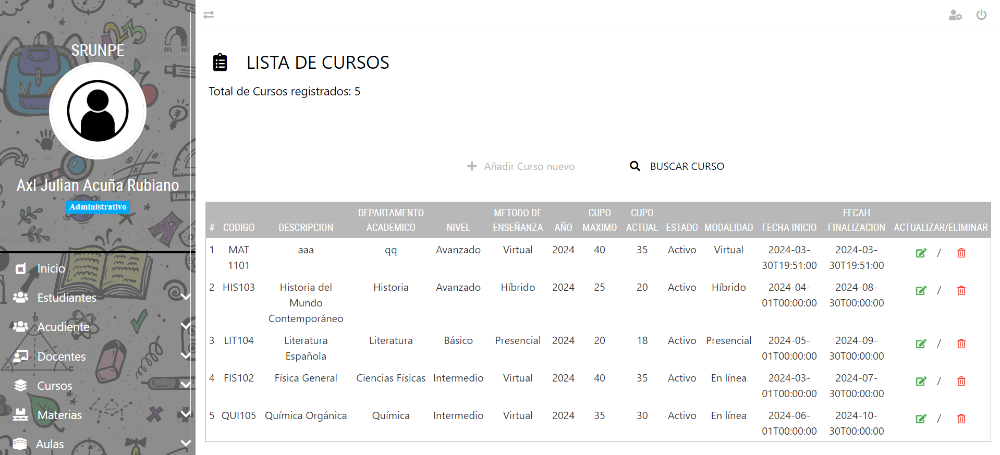 SRUNPE
Axl Julian Acuña Rubiano
Administrativo
Inicio
Estudiantes
Acudiente
Docentes
Cursos
Materias
Aulas
LISTA DE CURSOS
Total de Cursos registrados: 5
Añadir Curso nuevo
BUSCAR CURSO
# CODIGO DESCRIPCION DEPARTAMENTO ACADEMICO NIVEL METODO DE ENSEÑANZA AÑO CUPO MAXIMO CUPO ACTUAL ESTADO MODALIDAD FECHA INICIO FECAH FINALIZACION ACTUALIZAR/ELIMINAR
1 MAT 1101 aaa qq Avanzado Virtual 2024 40 35 Activo Virtual 2024-03-30T19:51:00 2024-03-30T19:51:00 /
2 HIS103 Historia del Mundo Contemporáneo Historia Avanzado Híbrido 2024 25 20 Activo Híbrido 2024-04-01T00:00:00 2024-08-30T00:00:00 /
3 LIT104 Literatura Española Literatura Básico Presencial 2024 20 18 Activo Presencial 2024-05-01T00:00:00 2024-09-30T00:00:00 /
4 FIS102 Física General Ciencias Físicas Intermedio Virtual 2024 40 35 Activo En línea 2024-03-01T00:00:00 2024-07-30T00:00:00 /
5 QUI105 Química Orgánica Química Intermedio Virtual 2024 35 30 Activo En línea 2024-06-01T00:00:00 2024-10-30T00:00:00 /